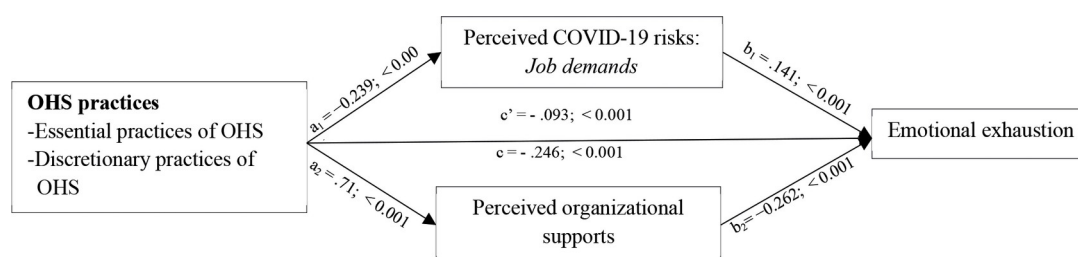 Perceived COVID-19 risks:
Job demands
OHS practices
-Essential practices of OHS
-Discretionary practices of
OHS
a₁=−0.239; <0.00
b₁= .141; <0.001
c’ = - .093; <0.001
c = - .246; <0.001
Emotional exhaustion
a₂= .71; <0.001
b₂=−0.262; <0.001
Perceived organizational
supports